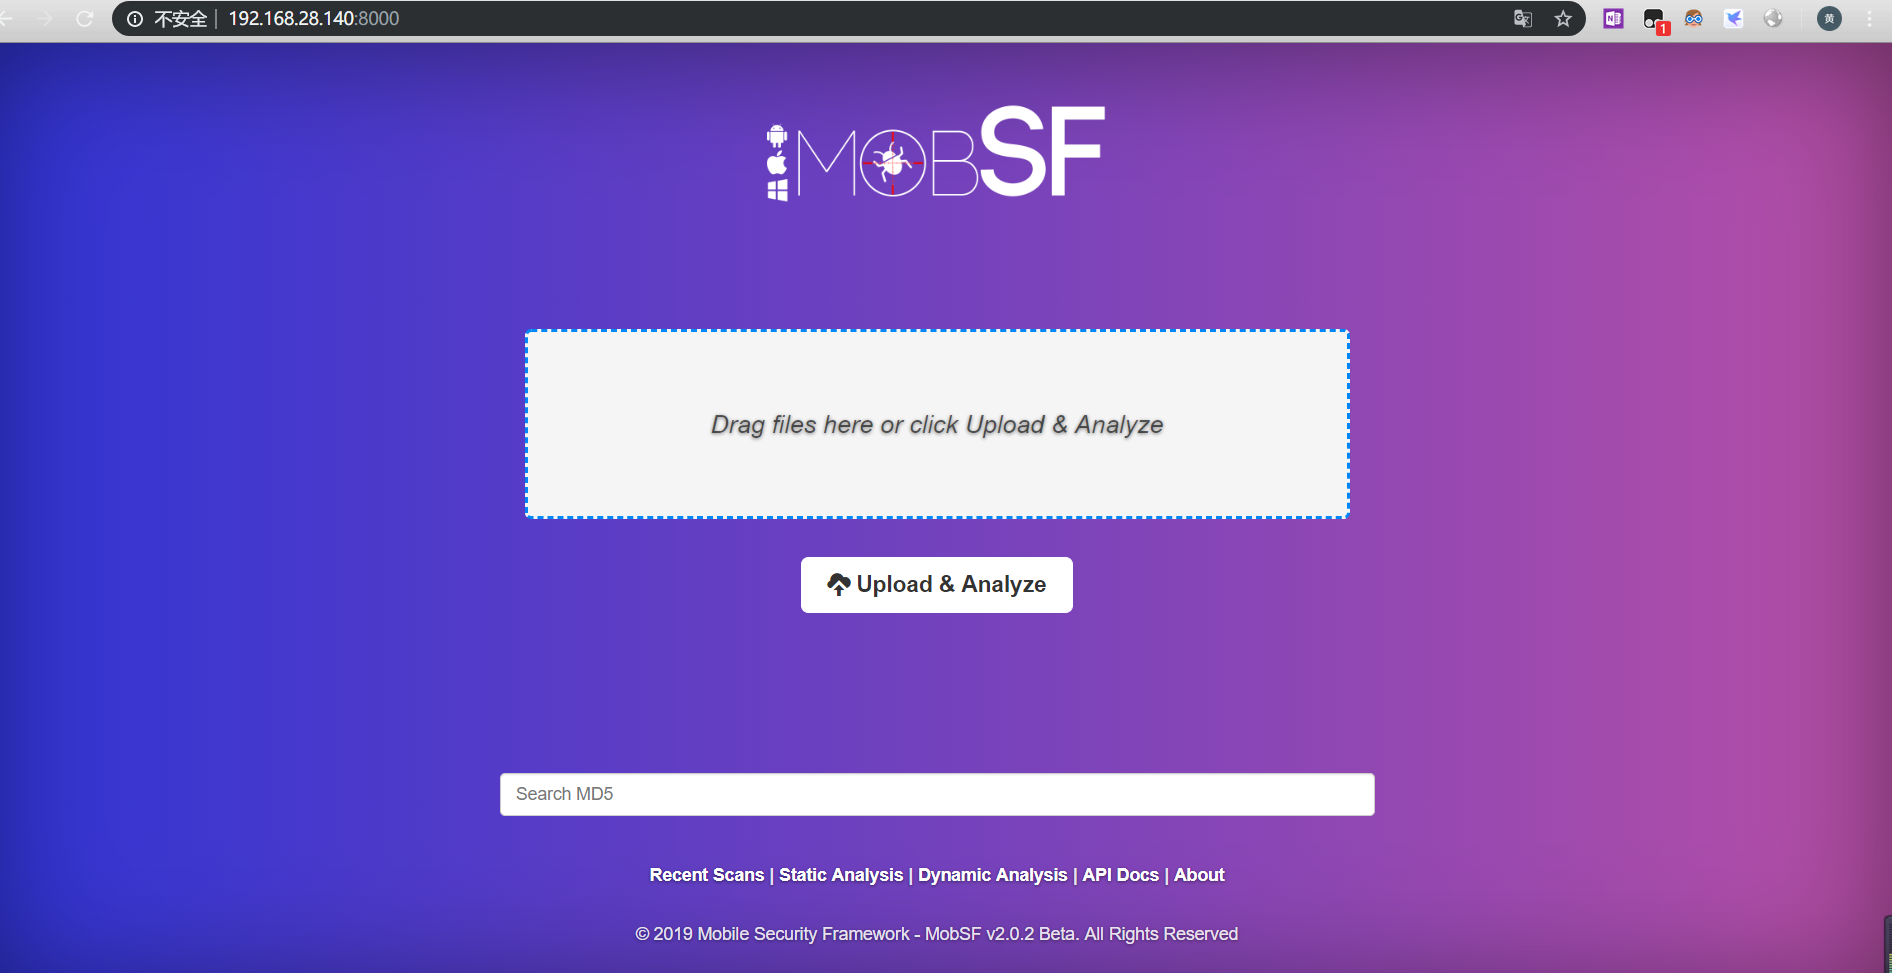 不安全 | 192.168.28.140:8000
1
黄
MOBSF
Drag files here or click Upload & Analyze
Upload & Analyze
Search MD5
Recent Scans | Static Analysis | Dynamic Analysis | API Docs | About
© 2019 Mobile Security Framework - MobSF v2.0.2 Beta. All Rights Reserved